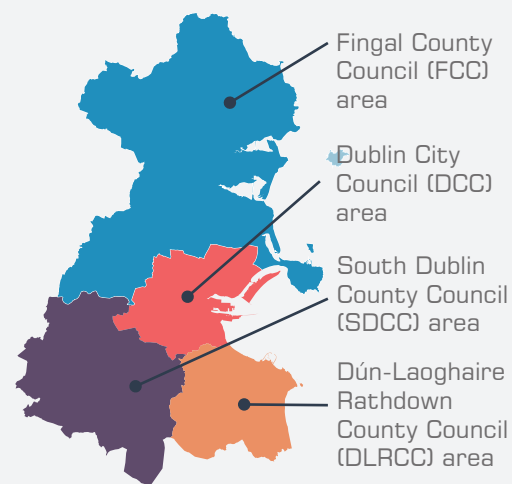 Fingal County
Council (FCC)
area
Dublin City
Council (DCC)
area
South Dublin
County Council
(SDCC) area
Dún-Laoghaire
Rathdown
County Council
(DLRCC) area